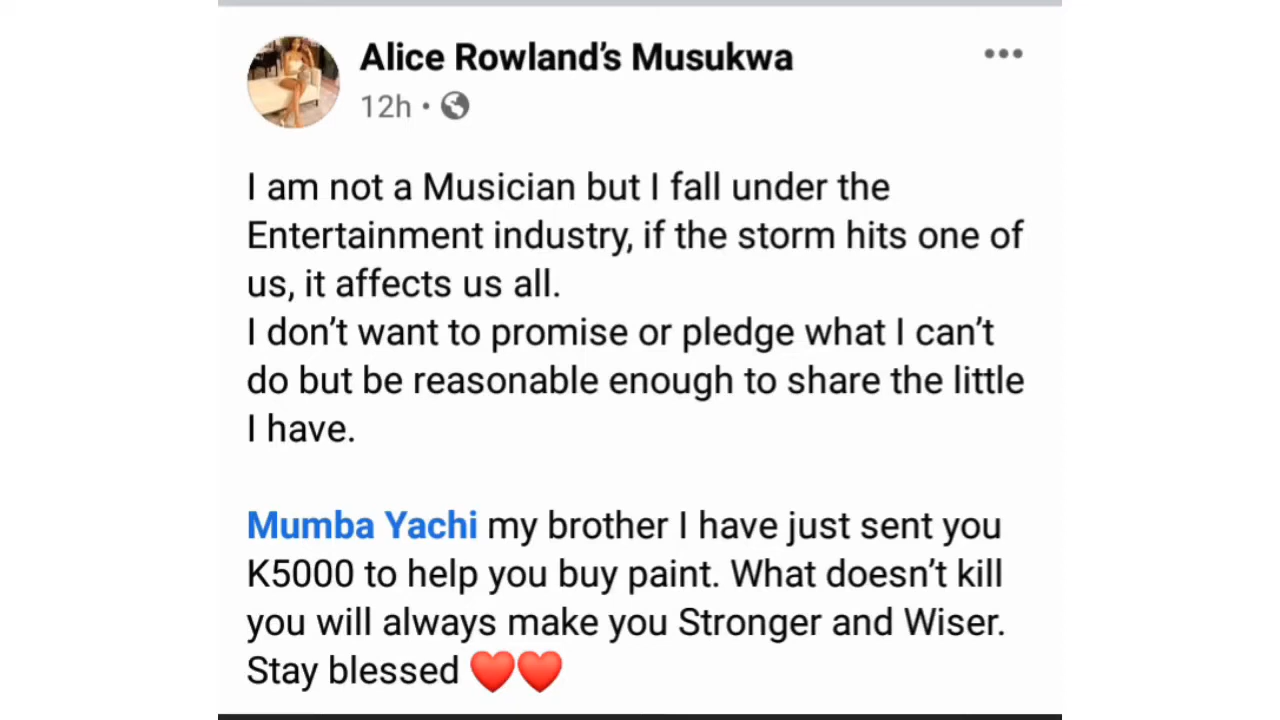 Alice Rowland's Musukwa
12h •
I am not a Musician but I fall under the
Entertainment industry, if the storm hits one of
us, it affects us all.
I don't want to promise or pledge what I can't
do but be reasonable enough to share the little
I have.
Mumba Yachi my brother I have just sent you
K5000 to help you buy paint. What doesn't kill
you will always make you Stronger and Wiser.
Stay blessed ❤️❤️